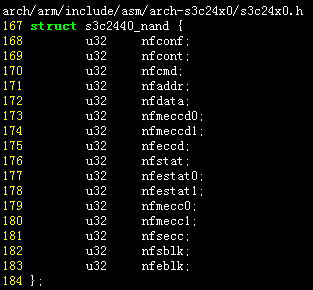 arch/arm/include/asm/arch-s3c24x0/s3c24x0.h
167 struct s3c2440_nand {
168 u32 nfconf;
169 u32 nfcont;
170 u32 nfcmd;
171 u32 nfaddr;
172 u32 nfdata;
173 u32 nfmeccd0;
174 u32 nfmeccd1;
175 u32 nfeccd;
176 u32 nfstat;
177 u32 nfestat0;
178 u32 nfestat1;
179 u32 nfmecc0;
180 u32 nfmecc1;
181 u32 nfsecc;
182 u32 nfsblk;
183 u32 nfeblk;
184 };